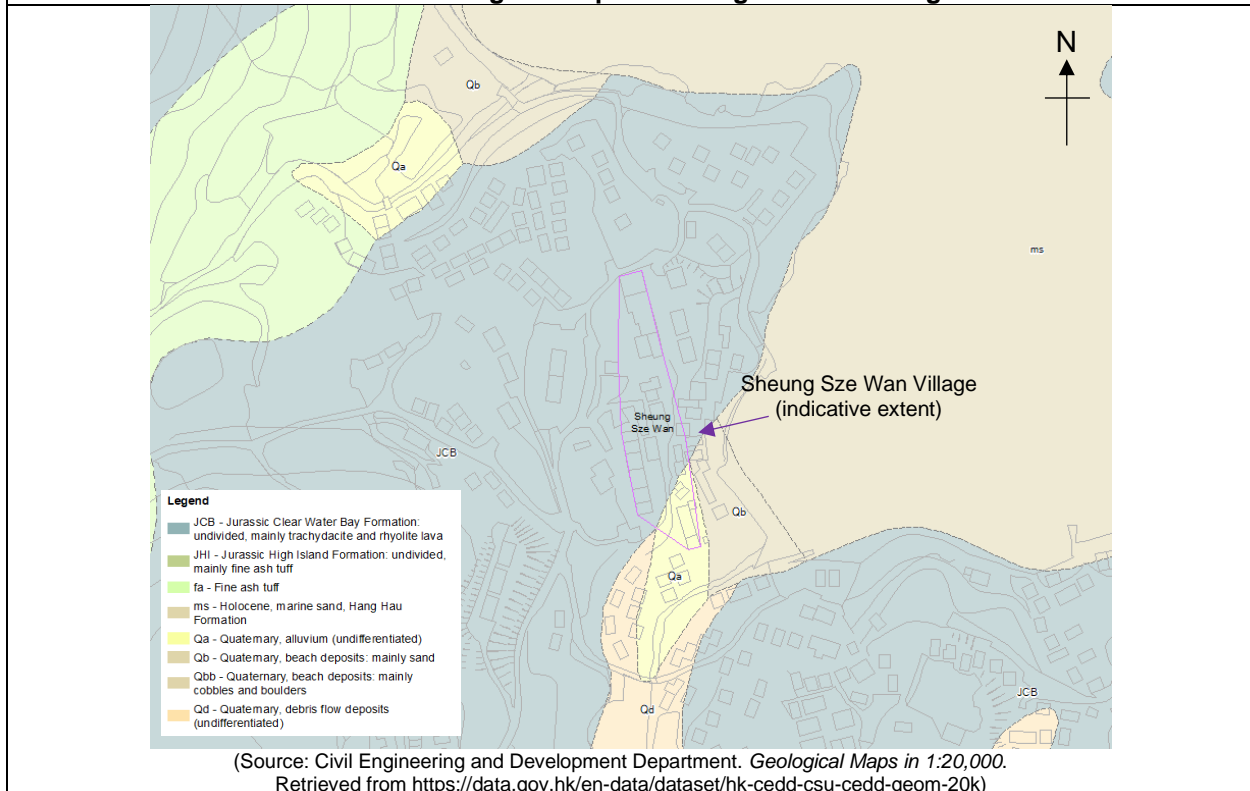 N
Qb
Qa
ms
Sheung Sze Wan Village
(indicative extent)
Sheung
Sze Wan
JCB
Qb
Qa
Qd
JCB
Legend
JCB - Jurassic Clear Water Bay Formation:
undivided, mainly trachydacite and rhyolite lava
JHI - Jurassic High Island Formation: undivided,
mainly fine ash tuff
fa - Fine ash tuff
ms - Holocene, marine sand, Hang Hau
Formation
Qa - Quaternary, alluvium (undifferentiated)
Qb - Quaternary, beach deposits: mainly sand
Qbb - Quaternary, beach deposits: mainly
cobbles and boulders
Qd - Quaternary, debris flow deposits
(undifferentiated)
(Source: Civil Engineering and Development Department. Geological Maps in 1:20,000.
Retrieved from https://data.gov.hk/en-data/dataset/hk-cedd-csu-cedd-geom-20k)